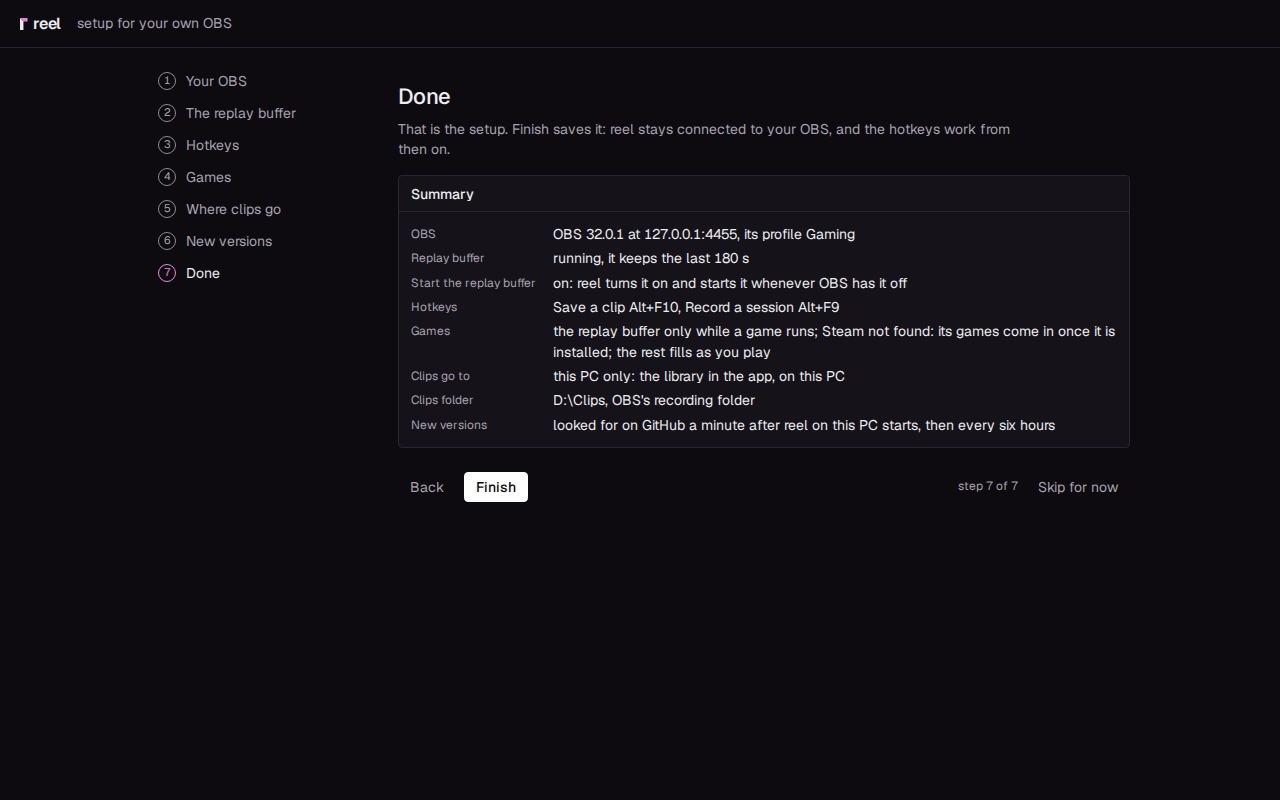 reel setup for your own OBS
1 Your OBS
2 The replay buffer
3 Hotkeys
4 Games
5 Where clips go
6 New versions
7 Done
Done
That is the setup. Finish saves it: reel stays connected to your OBS, and the hotkeys work from
then on.
Summary
OBS OBS 32.0.1 at 127.0.0.1:4455, its profile Gaming
Replay buffer running, it keeps the last 180 s
Start the replay buffer on: reel turns it on and starts it whenever OBS has it off
Hotkeys Save a clip Alt+F10, Record a session Alt+F9
Games the replay buffer only while a game runs; Steam not found: its games come in once it is
installed; the rest fills as you play
Clips go to this PC only: the library in the app, on this PC
Clips folder D:\Clips, OBS's recording folder
New versions looked for on GitHub a minute after reel on this PC starts, then every six hours
Back Finish step 7 of 7 Skip for now